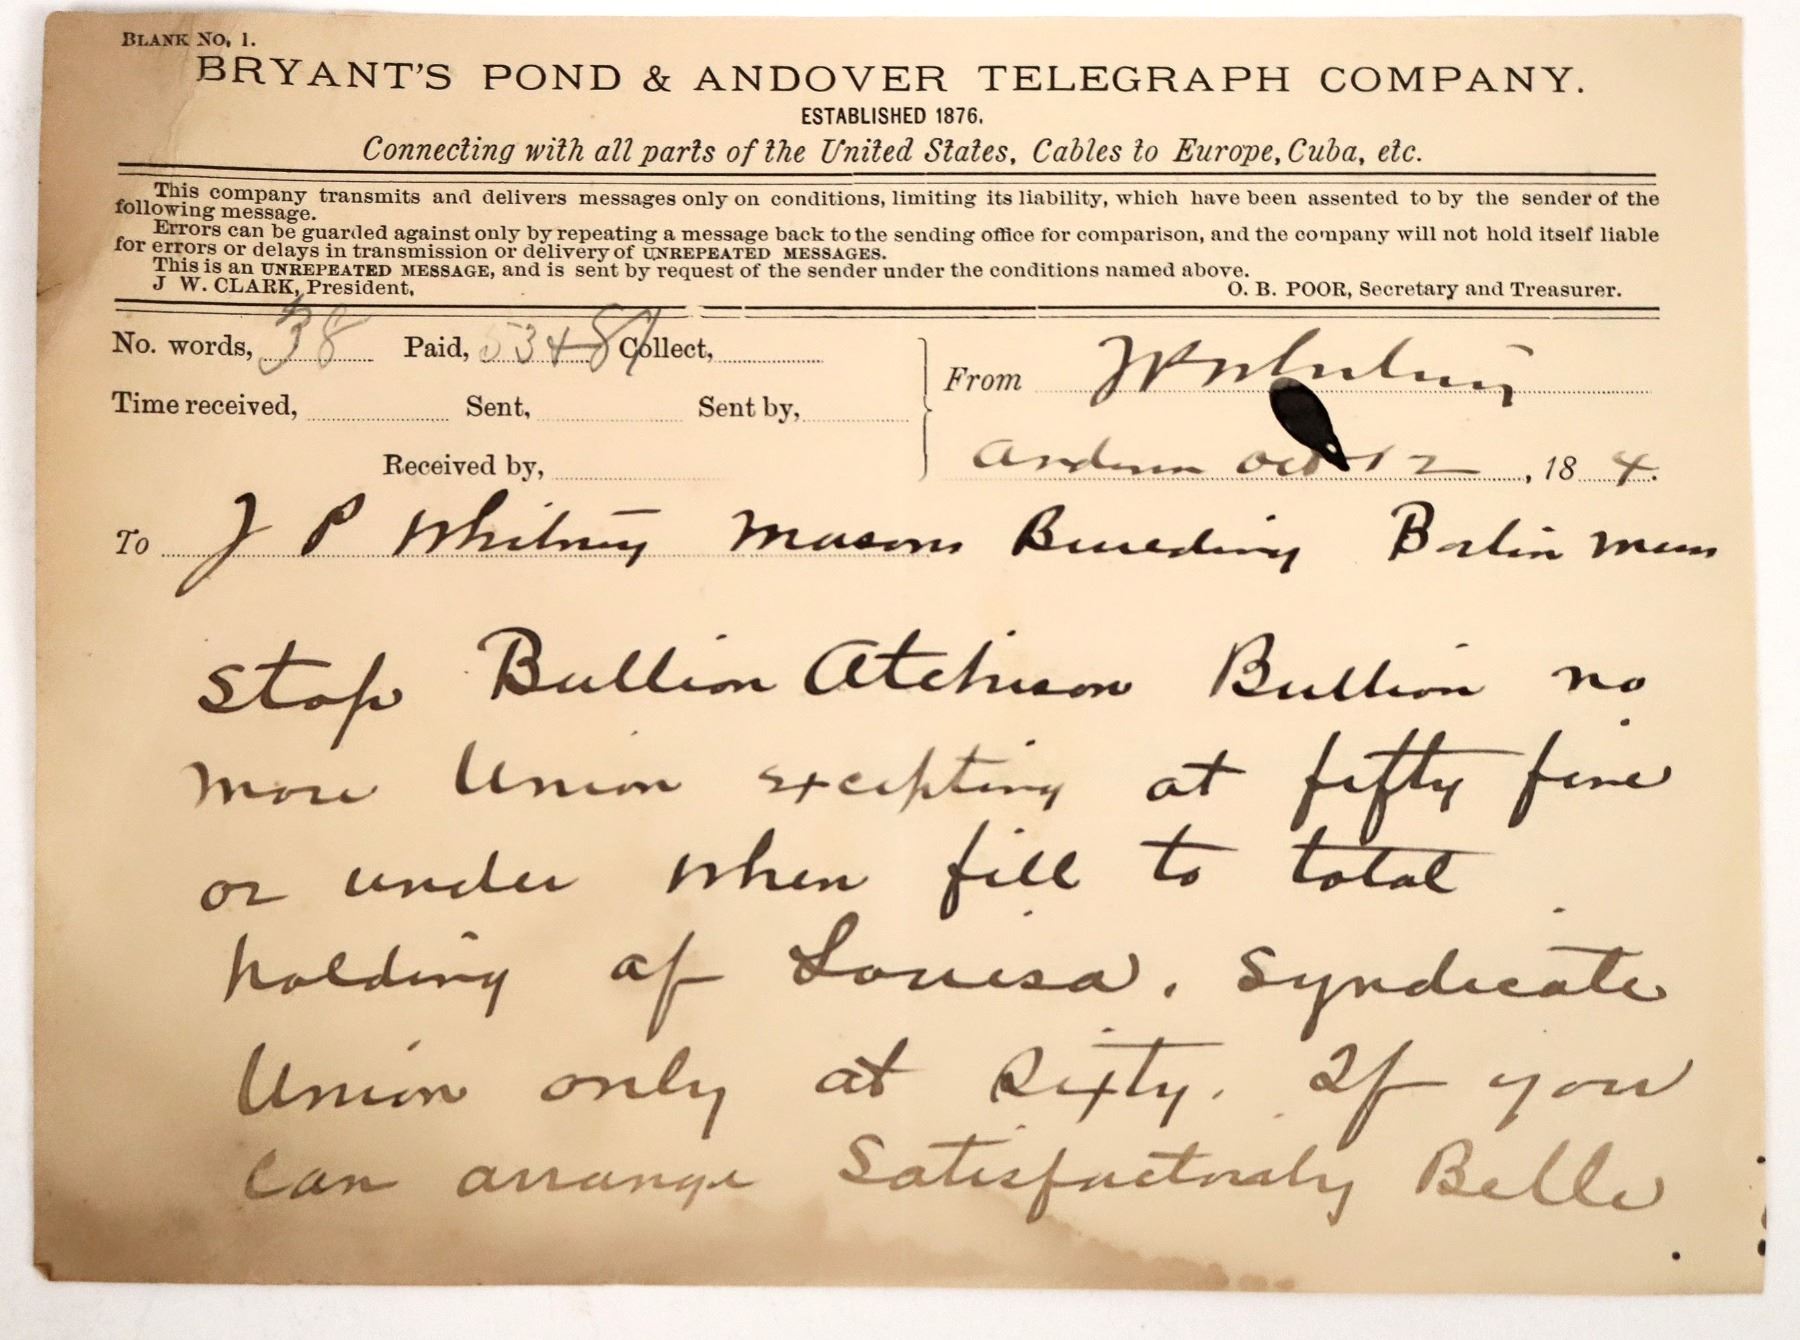 BLANK NO. 1.
BRYANT'S POND & ANDOVER TELEGRAPH COMPANY.
ESTABLISHED 1876.
Connecting with all parts of the United States, Cables to Europe, Cuba, etc.
This company transmits and delivers messages only on conditions, limiting its liability, which have been assented to by the sender of the
following message.
Errors can be guarded against only by repeating a message back to the sending office for comparison, and the company will not hold itself liable
for errors or delays in transmission or delivery of UNREPEATED MESSAGES.
This is an UNREPEATED MESSAGE, and is sent by request of the sender under the conditions named above.
J W. CLARK, President, O. B. POOR, Secretary and Treasurer.
No. words, 38 Paid, Collect,
From J P Whitney
Time received, Sent, Sent by,
Andover Oct 12, 18 4.
Received by,
To J P Whitney Masons Building Boston Mass
Stop Bullion Atchison Bullion no
more Union excepting at fifty five
or under when fill to total
holding of Louisa. Syndicate
Union only at sixty. If you
can arrange satisfactorily Belle